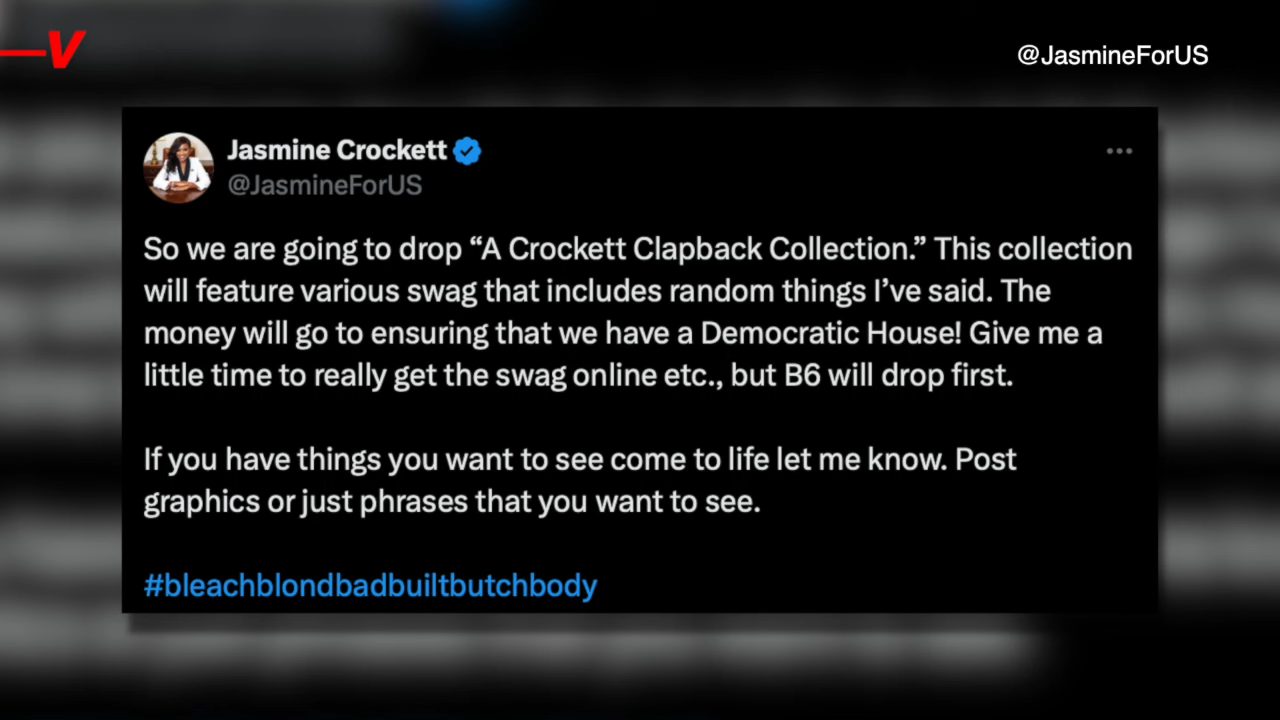 V
@JasmineForUS
Jasmine Crockett
@JasmineForUS
So we are going to drop “A Crockett Clapback Collection.” This collection
will feature various swag that includes random things I’ve said. The
money will go to ensuring that we have a Democratic House! Give me a
little time to really get the swag online etc., but B6 will drop first.
If you have things you want to see come to life let me know. Post
graphics or just phrases that you want to see.
#bleachblondbadbuiltbutchbody